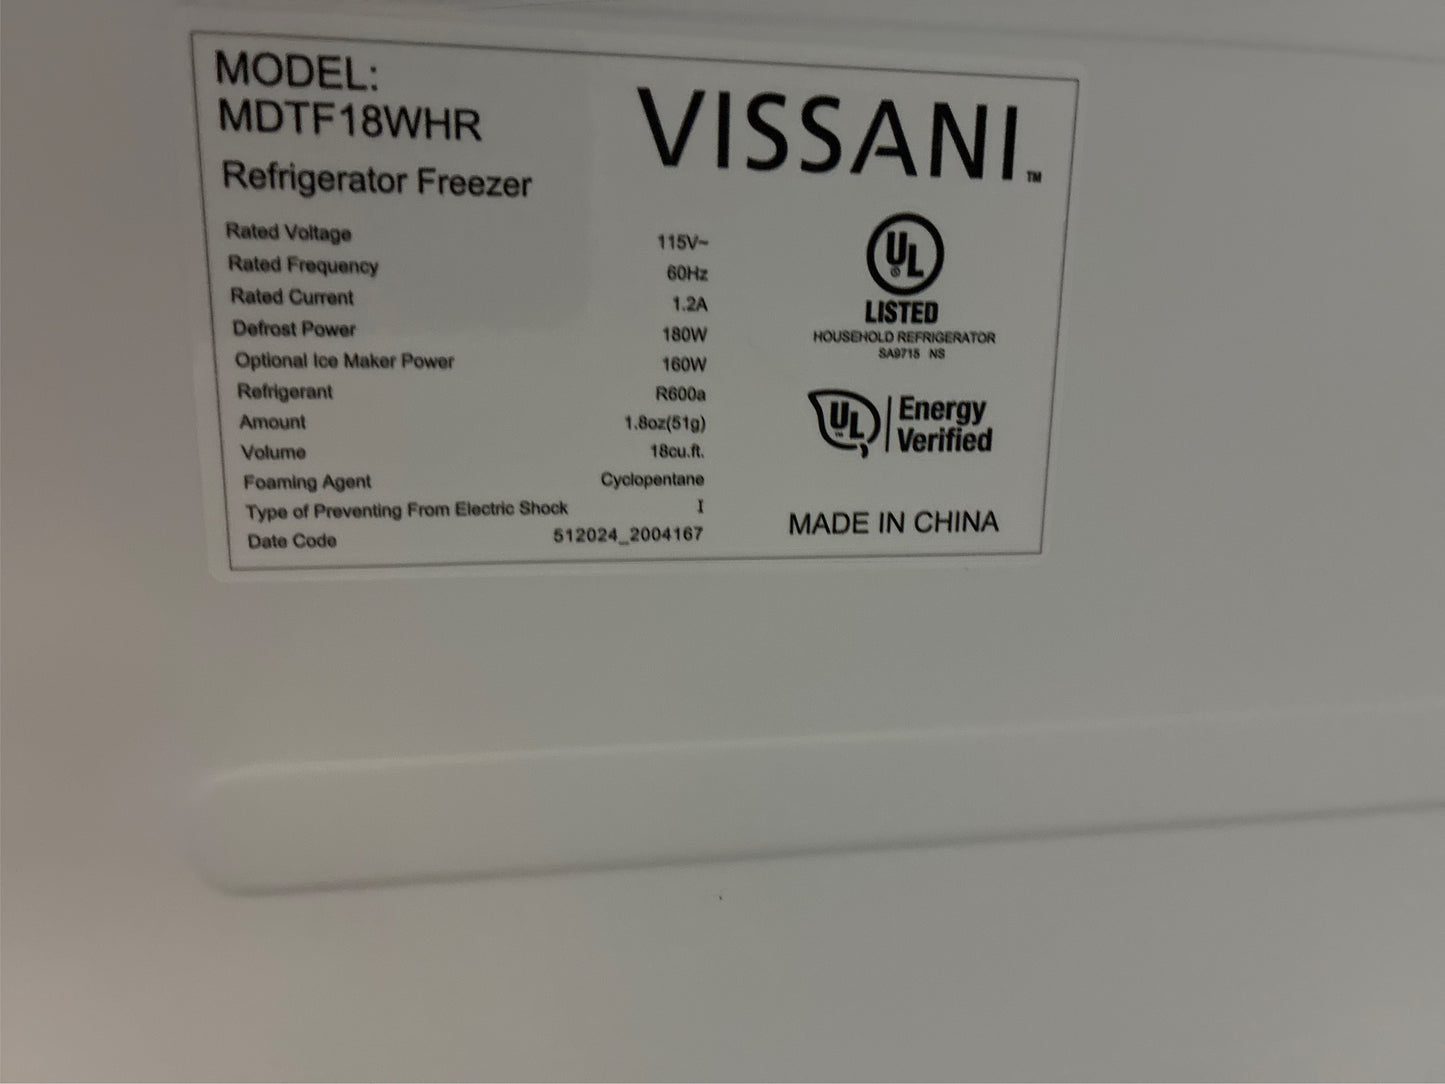 MODEL:
MDTF18WHR
Refrigerator Freezer
Rated Voltage 115V~
Rated Frequency 60Hz
Rated Current 1.2A
Defrost Power 180W
Optional Ice Maker Power 160W
Refrigerant R600a
Amount 1.8oz(51g)
Volume 18cu.ft.
Foaming Agent Cyclopentane
Type of Preventing From Electric Shock I
Date Code 512024_2004167
VISSANI™
UL®
LISTED
HOUSEHOLD REFRIGERATOR
SA9715 NS
UL™ Energy
Verified
MADE IN CHINA